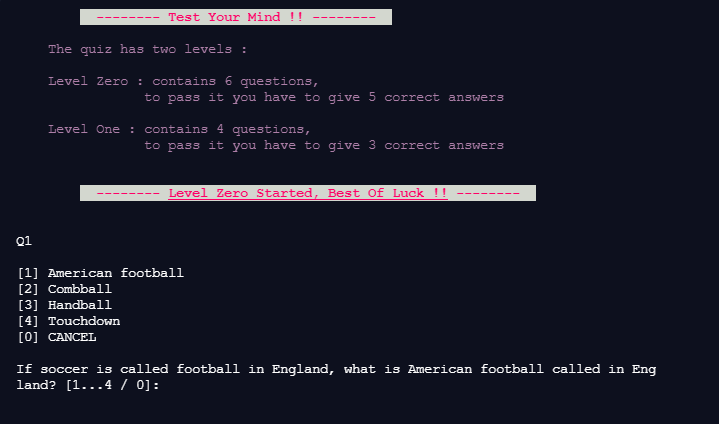 -------- Test Your Mind !! --------
The quiz has two levels :
Level Zero : contains 6 questions,
to pass it you have to give 5 correct answers
Level One : contains 4 questions,
to pass it you have to give 3 correct answers
-------- Level Zero Started, Best Of Luck !! --------
Q1
[1] American football
[2] Combball
[3] Handball
[4] Touchdown
[0] CANCEL
If soccer is called football in England, what is American football called in Eng
land? [1...4 / 0]: